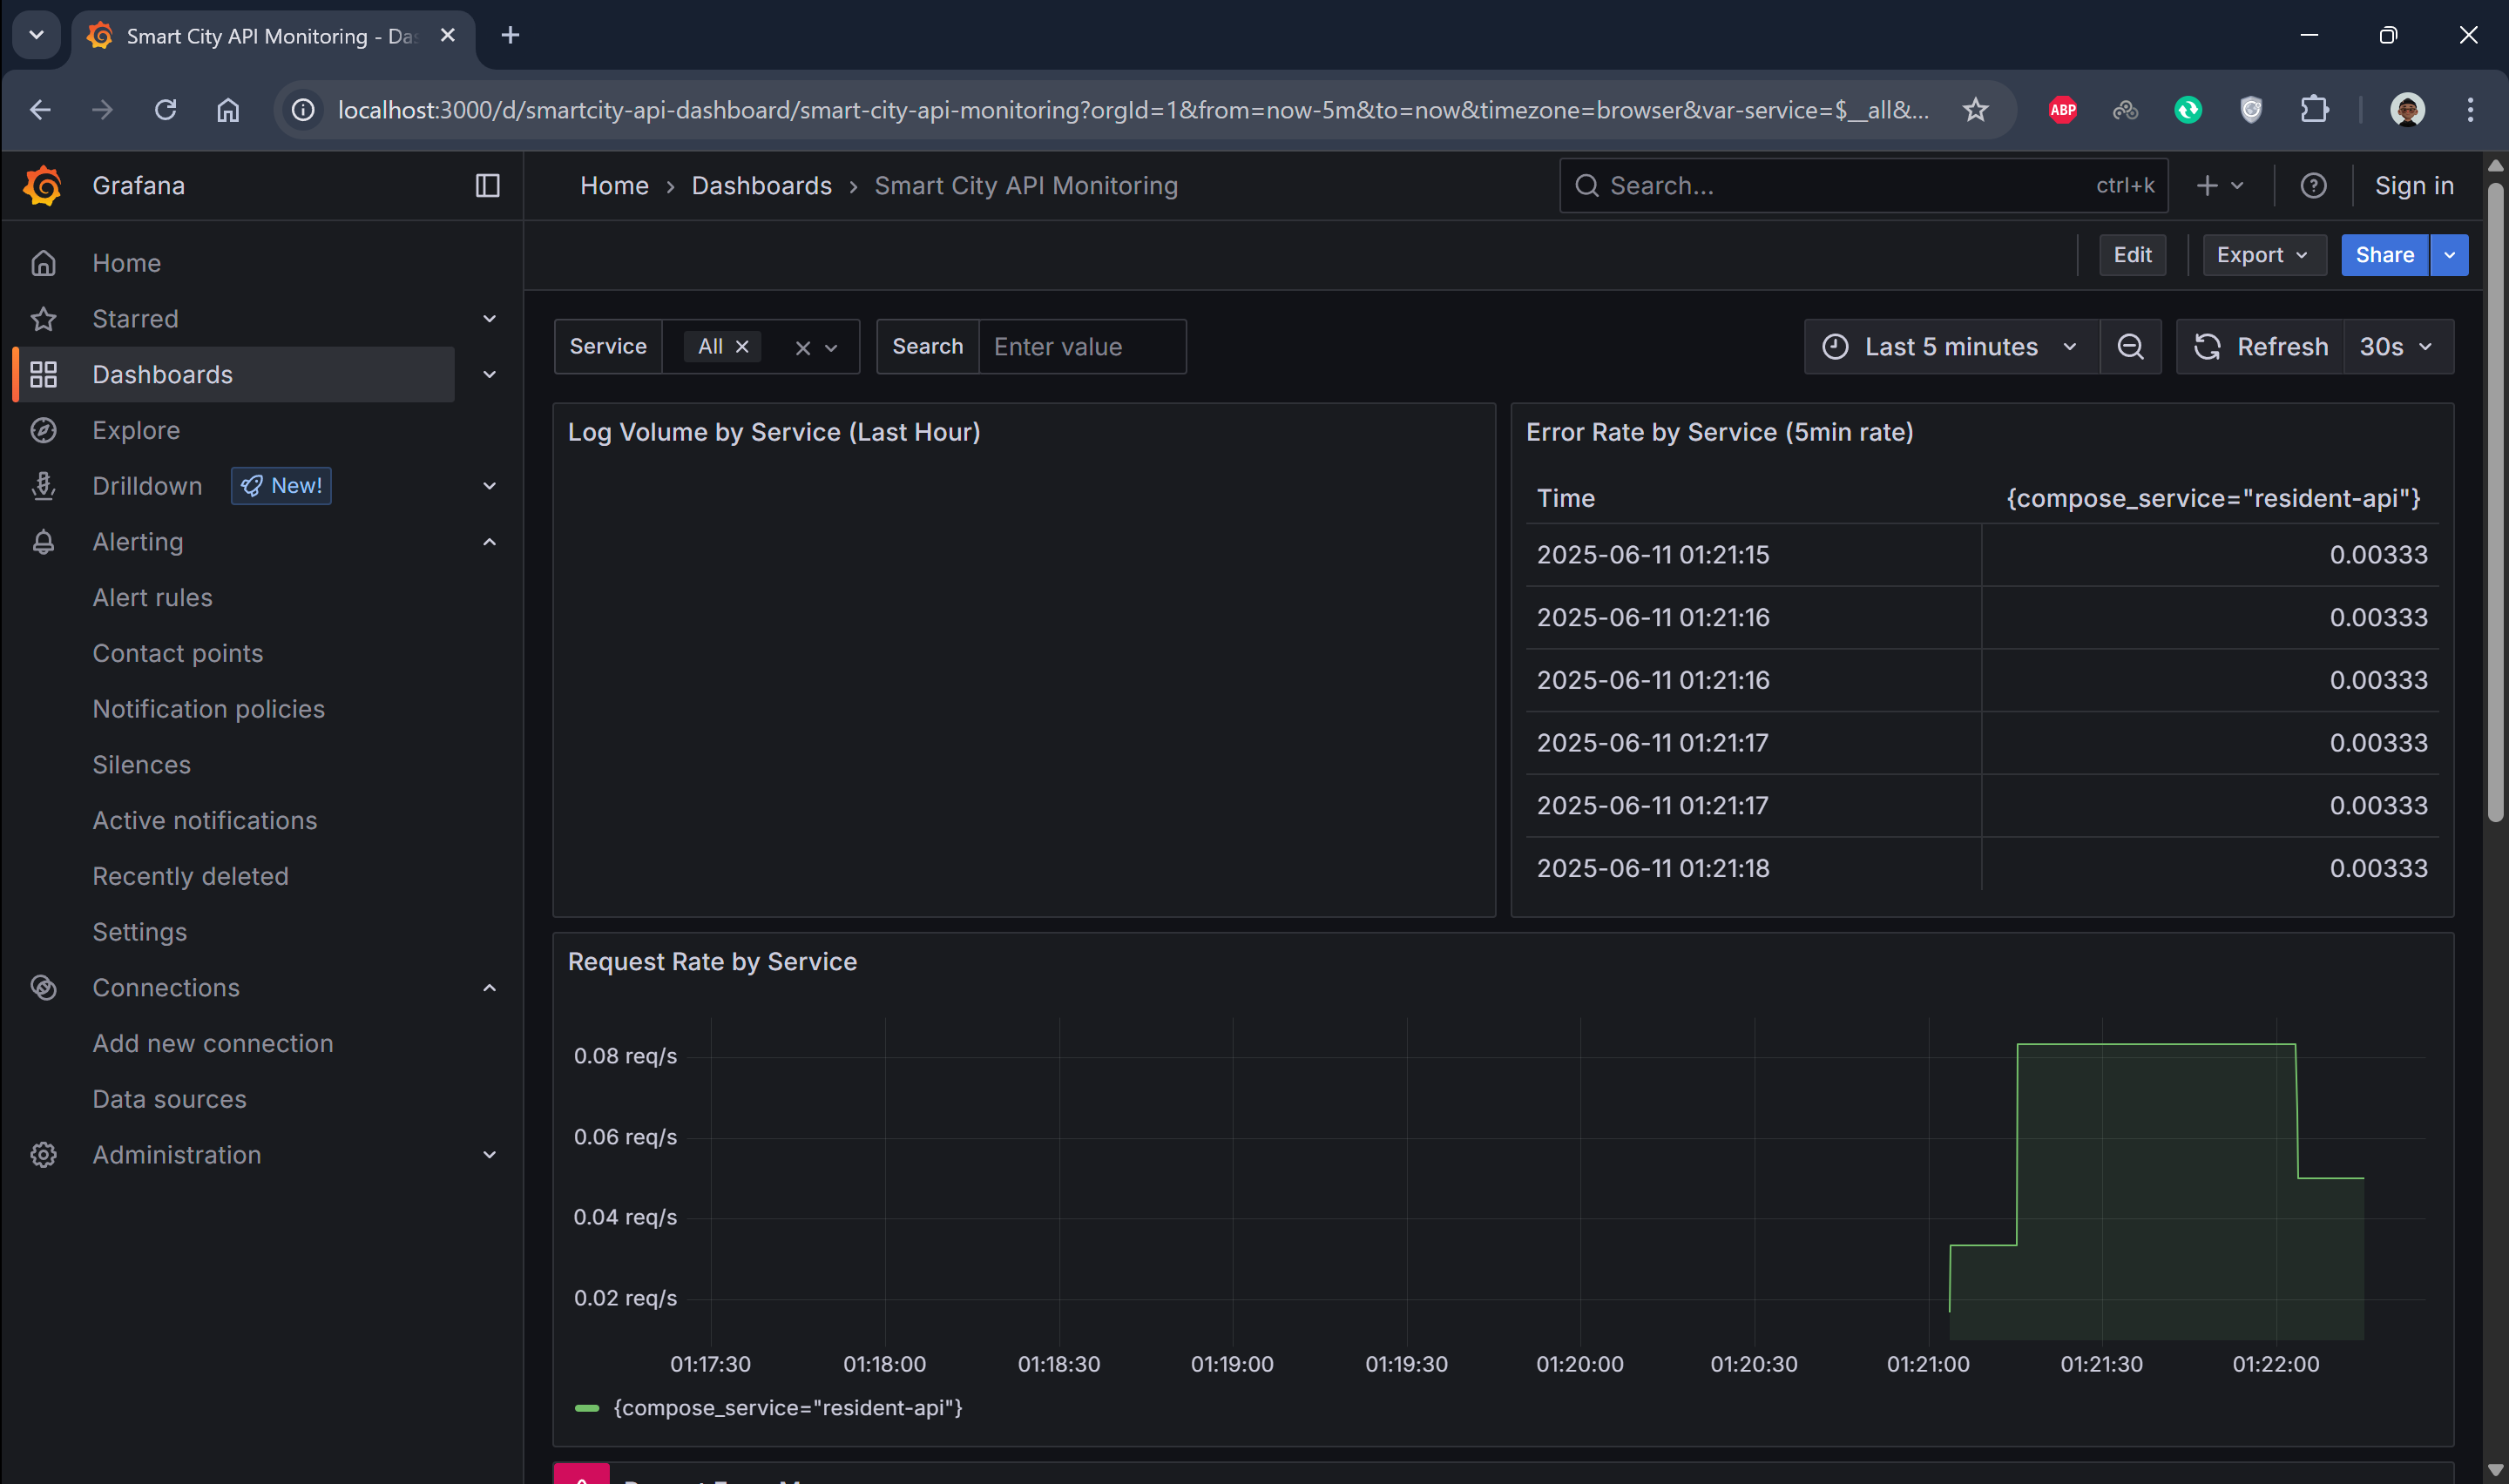 Smart City API Monitoring - Da
localhost:3000/d/smartcity-api-dashboard/smart-city-api-monitoring?orgId=1&from=now-5m&to=now&timezone=browser&var-service=$__all&...
ABP
Grafana
Home › Dashboards › Smart City API Monitoring
Search...
ctrl+k
Sign in
Edit
Export
Share
Home
Starred
Dashboards
Explore
Drilldown
New!
Alerting
Alert rules
Contact points
Notification policies
Silences
Active notifications
Recently deleted
Settings
Connections
Add new connection
Data sources
Administration
Service
All
Search
Enter value
Last 5 minutes
Refresh
30s
Log Volume by Service (Last Hour)
Error Rate by Service (5min rate)
Time {compose_service="resident-api"}
2025-06-11 01:21:15 0.00333
2025-06-11 01:21:16 0.00333
2025-06-11 01:21:16 0.00333
2025-06-11 01:21:17 0.00333
2025-06-11 01:21:17 0.00333
2025-06-11 01:21:18 0.00333
Request Rate by Service
0.08 req/s
0.06 req/s
0.04 req/s
0.02 req/s
01:17:30 01:18:00 01:18:30 01:19:00 01:19:30 01:20:00 01:20:30 01:21:00 01:21:30 01:22:00
{compose_service="resident-api"}